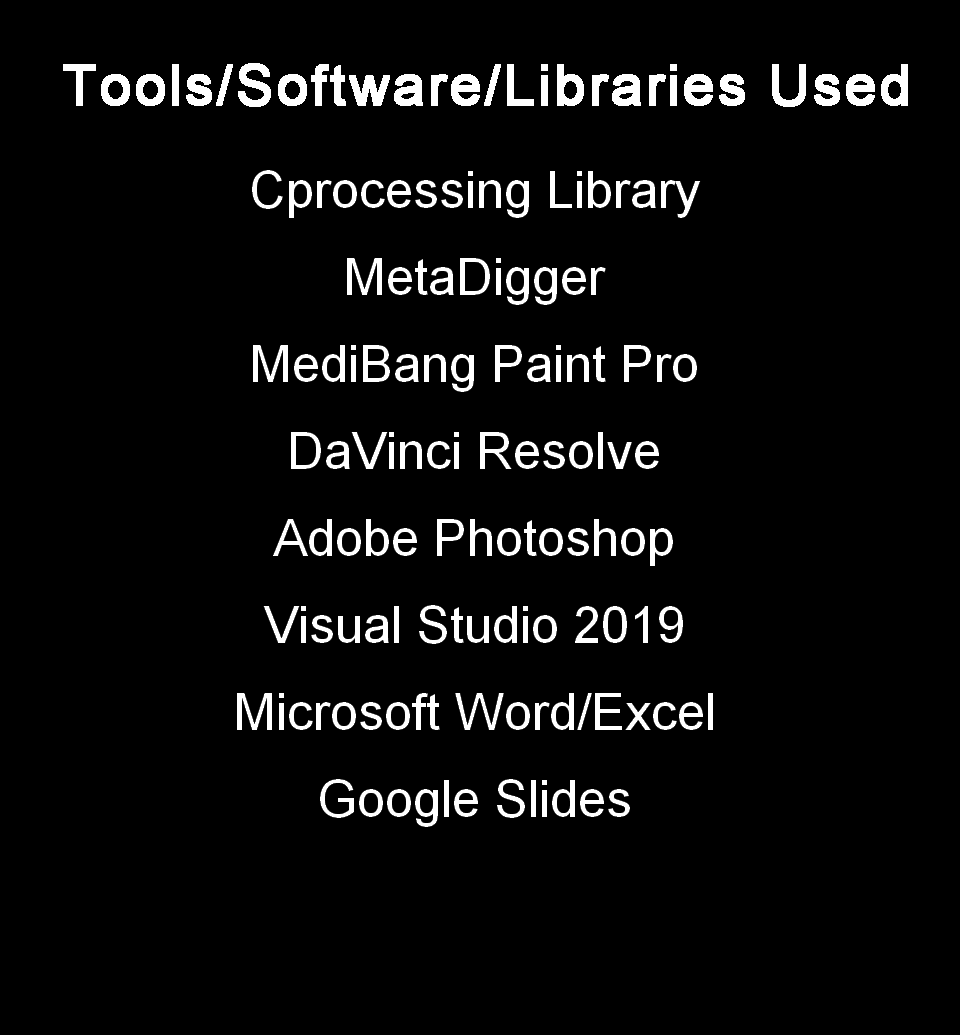 Tools/Software/Libraries Used
Cprocessing Library
MetaDigger
MediBang Paint Pro
DaVinci Resolve
Adobe Photoshop
Visual Studio 2019
Microsoft Word/Excel
Google Slides